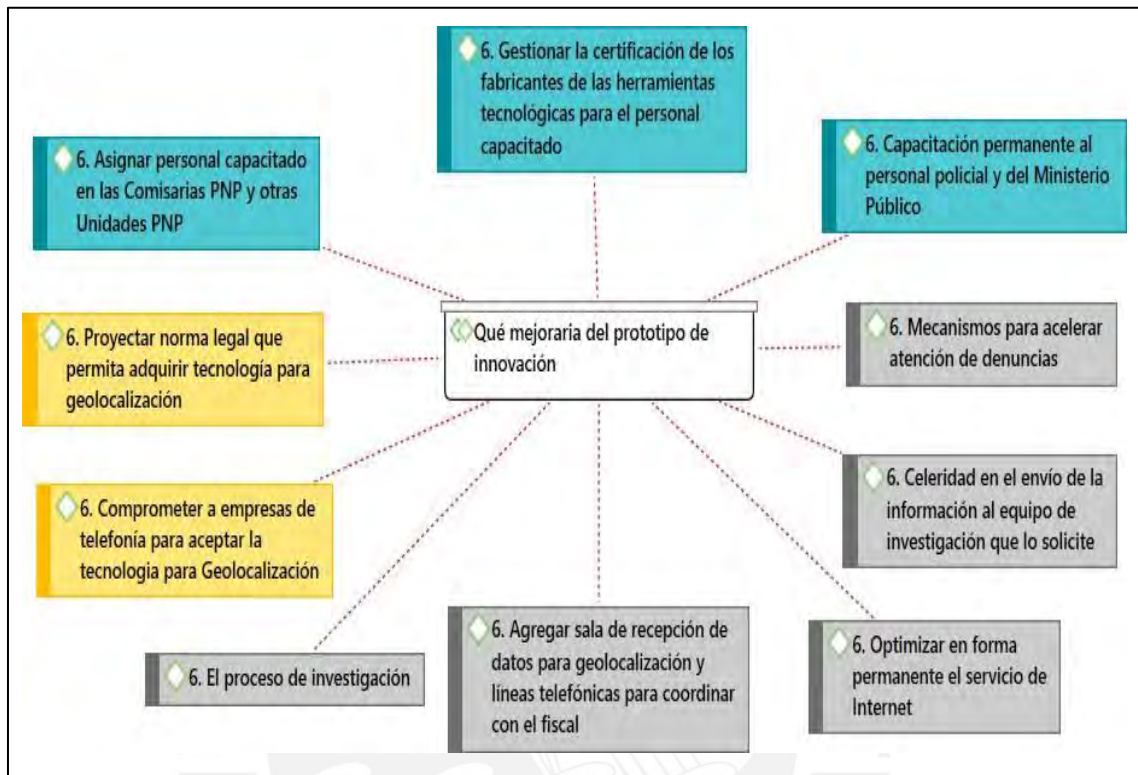 6. Gestionar la certificación de los
fabricantes de las herramientas
tecnológicas para el personal
capacitado
6. Asignar personal capacitado
en las Comisarias PNP y otras
Unidades PNP
6. Capacitación permanente al
personal policial y del Ministerio
Público
6. Proyectar norma legal que
permita adquirir tecnología para
geolocalización
Qué mejoraria del prototipo de
innovación
6. Mecanismos para acelerar
atención de denuncias
6. Comprometer a empresas de
telefonía para aceptar la
tecnologia para Geolocalización
6. Celeridad en el envío de la
información al equipo de
investigación que lo solicite
6. El proceso de investigación
6. Agregar sala de recepción de
datos para geolocalización y
líneas telefónicas para coordinar
con el fiscal
6. Optimizar en forma
permanente el servicio de
Internet